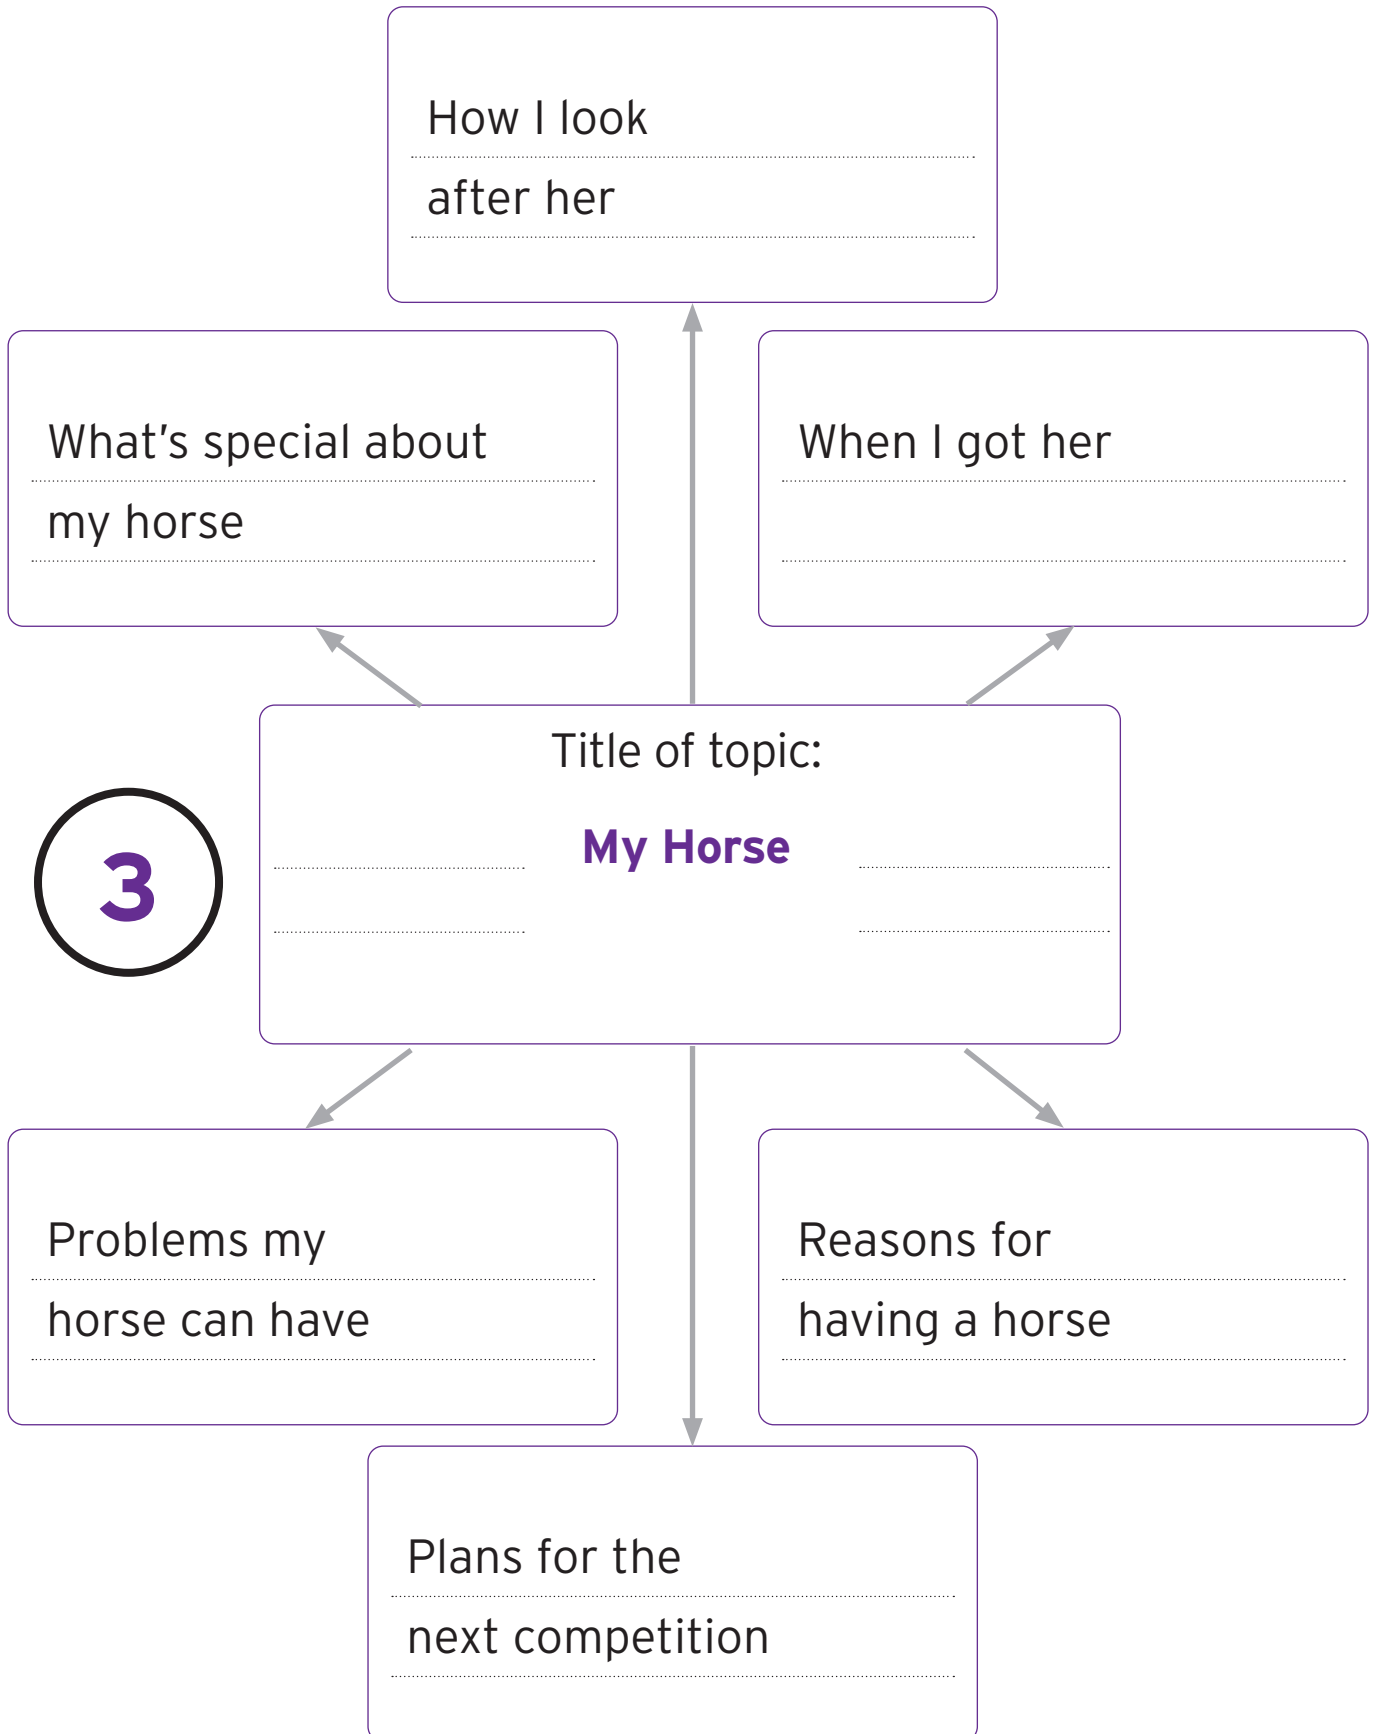 How I look
after her
What's special about
my horse
When I got her
Title of topic:
My Horse
3
Problems my
horse can have
Reasons for
having a horse
Plans for the
next competition